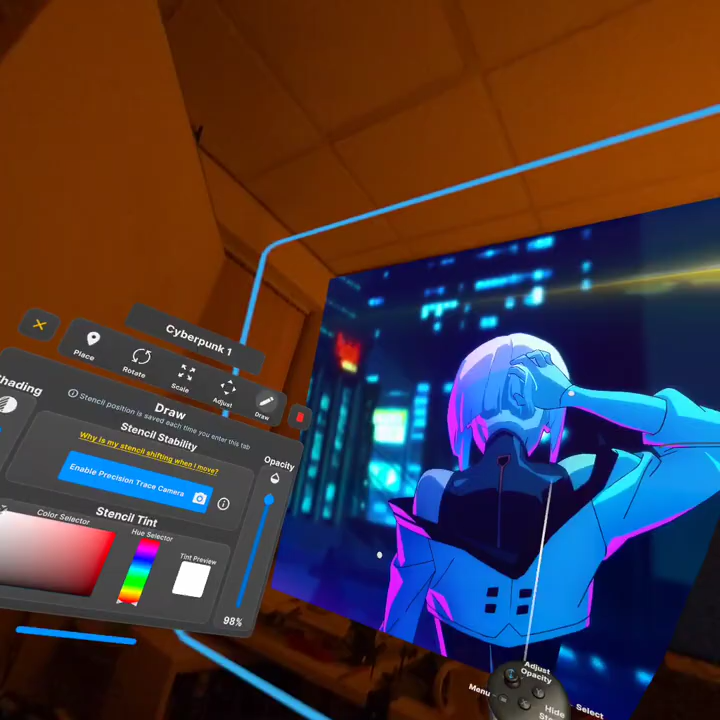 Cyberpunk 1
Place
Rotate
Scale
Adjust
Draw
Shading
Draw
Stencil position is saved each time you enter this tab
Stencil Stability
Why is my stencil shifting when I move?
Enable Precision Trace Camera
Opacity
Stencil Tint
Color Selector
Hue Selector
Tint Preview
98%
Adjust
Opacity
Menu
Hide
Select